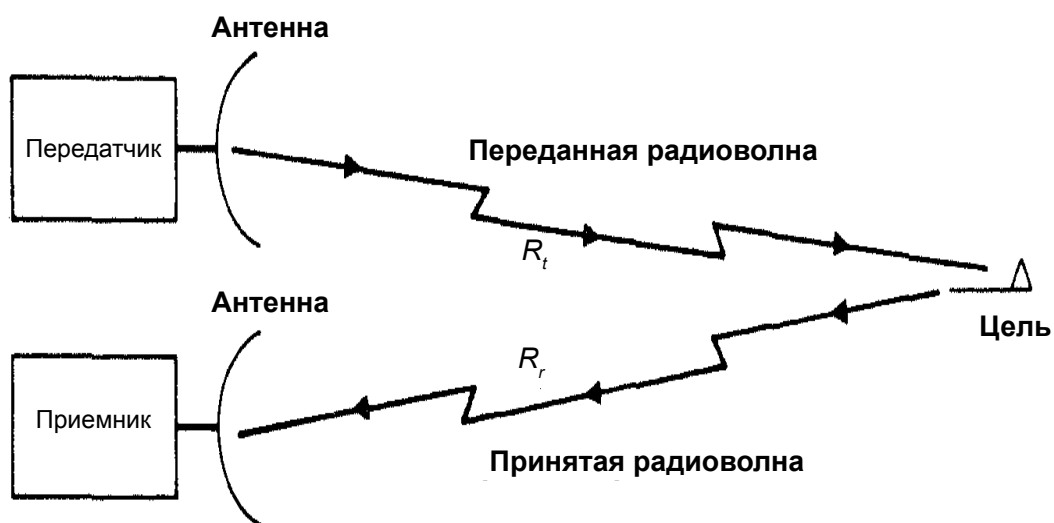 Антенна
Передатчик
Переданная радиоволна
R_t
Антенна
Цель
R_r
Приемник
Принятая радиоволна